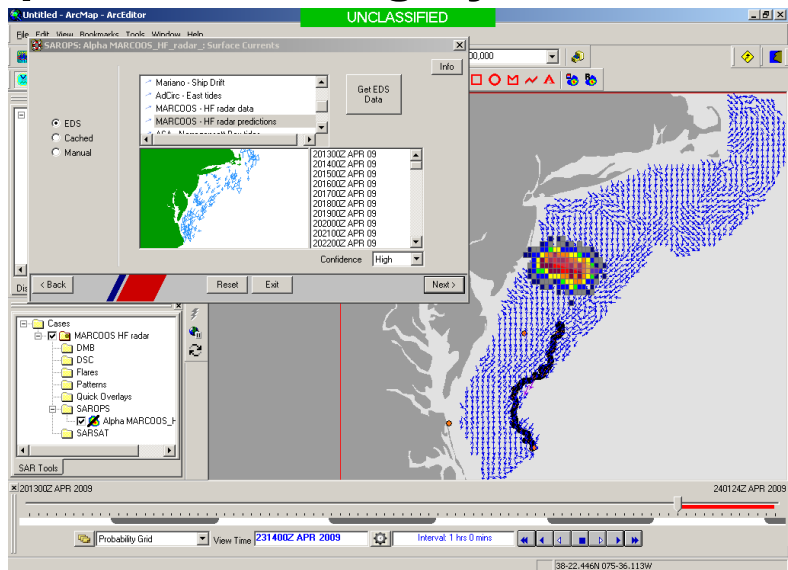 Untitled - ArcMap - ArcEditor
UNCLASSIFIED
File Edit View Bookmarks Tools Window Help
SAROPS: Alpha MARCOOS_HF_radar_: Surface Currents
00,000
Info
Mariano - Ship Drift
AdCirc - East tides
MARCOOS - HF radar data
MARCOOS - HF radar predictions
Get EDS
Data
EDS
Cached
Manual
201300Z APR 09
201400Z APR 09
201500Z APR 09
201600Z APR 09
201700Z APR 09
201800Z APR 09
201900Z APR 09
202000Z APR 09
202100Z APR 09
202200Z APR 09
Confidence High
Dis
< Back
Reset
Exit
Next >
Cases
MARCOOS HF radar
DMB
DSC
Flares
Patterns
Quick Overlays
SAROPS
Alpha MARCOOS_H
SARSAT
SAR Tools
201300Z APR 2009
240124Z APR 2009
Probability Grid
View Time 231400Z APR 2009
Interval: 1 hrs 0 mins
38-22.446N 075-36.113W